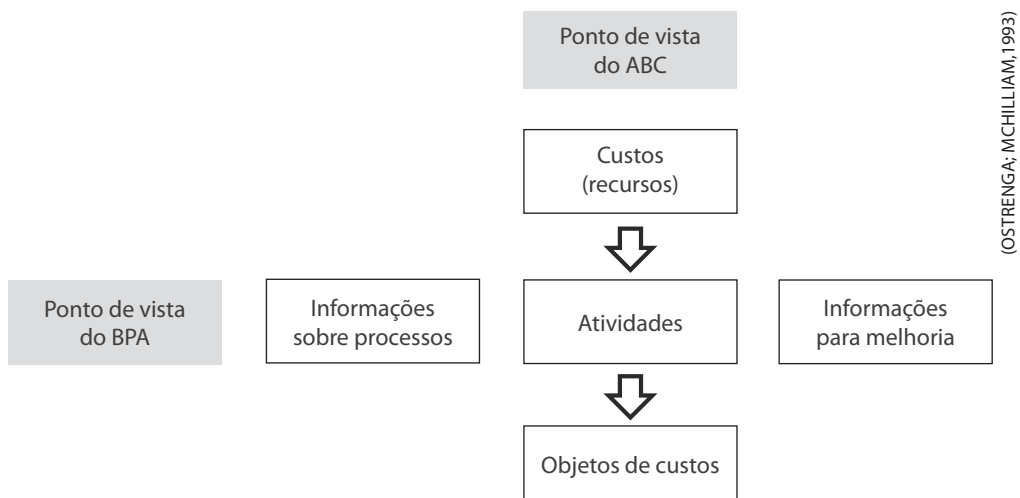 Ponto de vista
do ABC
Custos
(recursos)
Ponto de vista
do BPA
Informações
sobre processos
Atividades
Informações
para melhoria
Objetos de custos
(OSTRENGA; MCHILLIAM,1993)